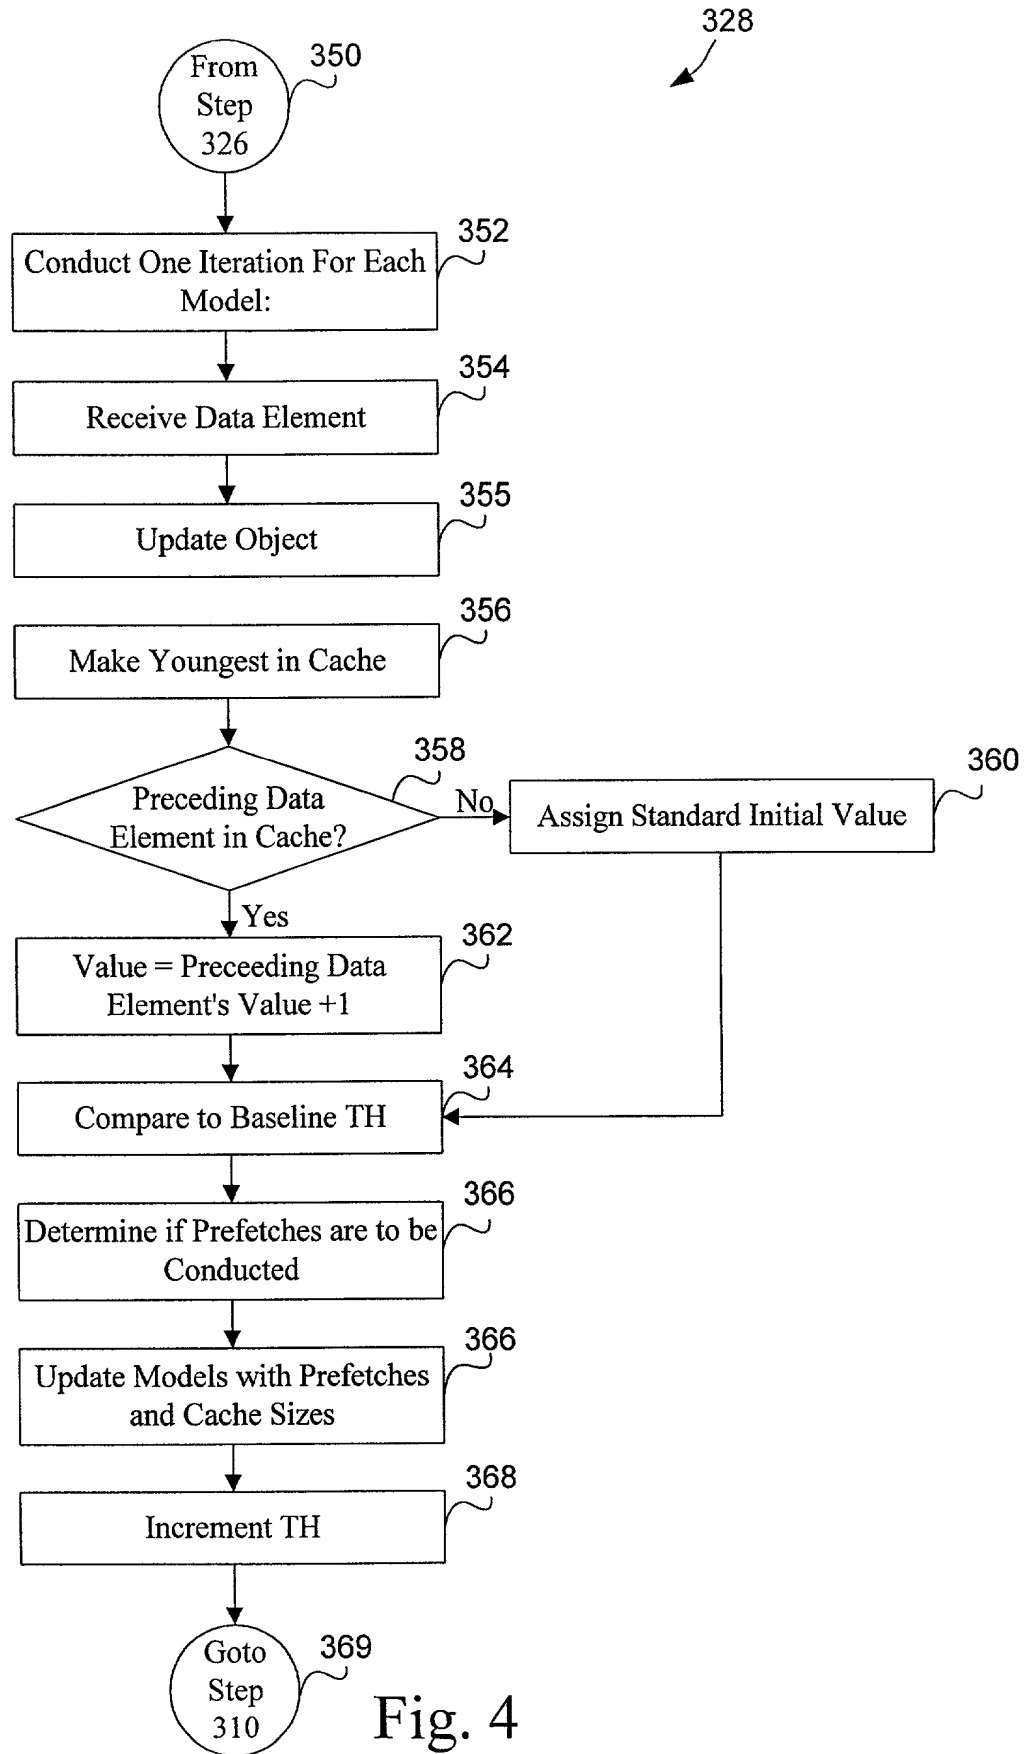 328
From
Step
326
350
352
Conduct One Iteration For Each
Model:
354
Receive Data Element
355
Update Object
356
Make Youngest in Cache
358
Preceding Data
Element in Cache?
No
360
Assign Standard Initial Value
Yes
362
Value = Preceeding Data
Element's Value +1
364
Compare to Baseline TH
366
Determine if Prefetches are to be
Conducted
366
Update Models with Prefetches
and Cache Sizes
368
Increment TH
Goto
Step
310
369
Fig. 4